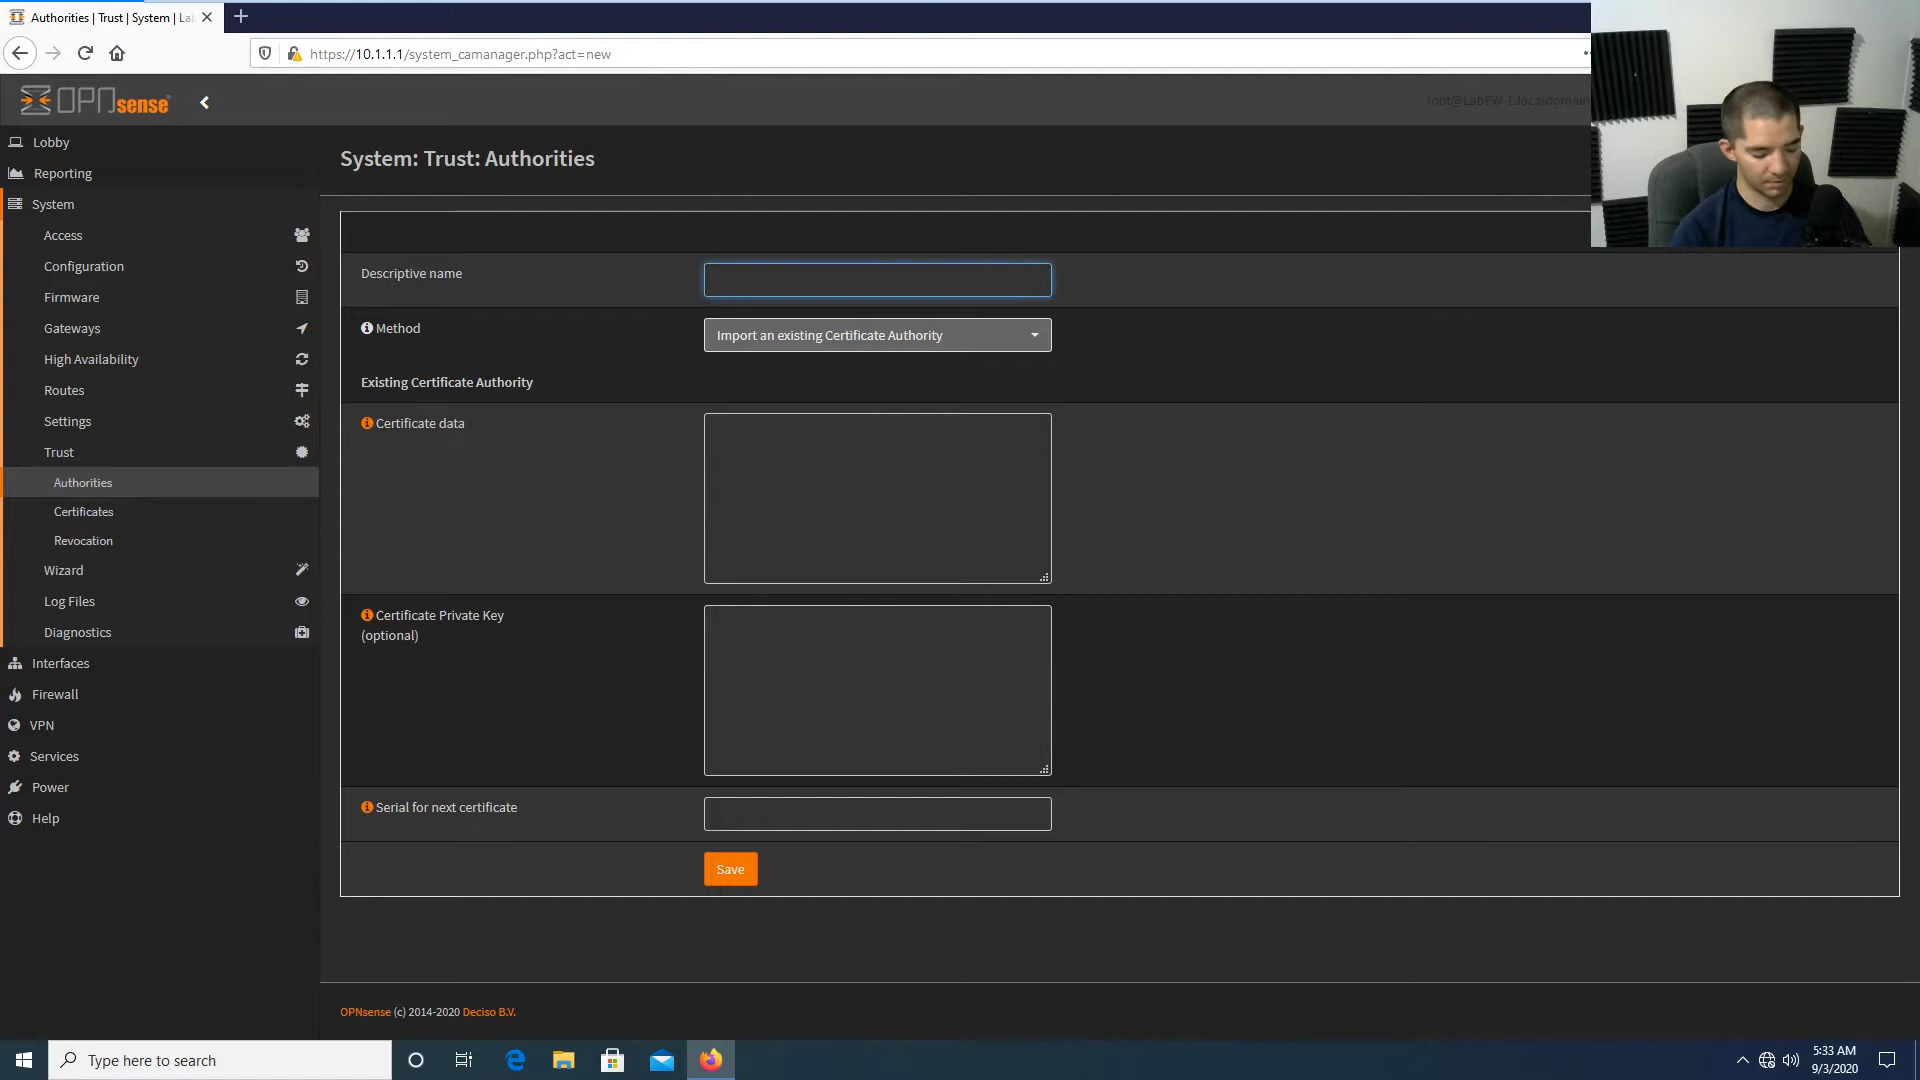 Authorities | Trust | System | La
https://10.1.1.1/system_camanager.php?act=new
OPNsense
root@LabFW-1.localdomain
Lobby
Reporting
System
Access
Configuration
Firmware
Gateways
High Availability
Routes
Settings
Trust
Authorities
Certificates
Revocation
Wizard
Log Files
Diagnostics
Interfaces
Firewall
VPN
Services
Power
Help
System: Trust: Authorities
Descriptive name
Method
Import an existing Certificate Authority
Existing Certificate Authority
Certificate data
Certificate Private Key
(optional)
Serial for next certificate
Save
OPNsense (c) 2014-2020 Deciso B.V.
Type here to search
5:33 AM
9/3/2020